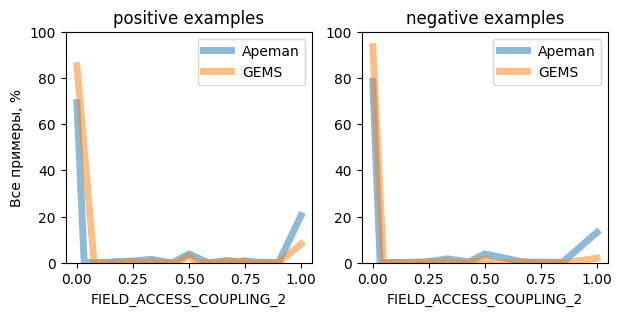 positive examples
negative examples
Все примеры, %
100
80
60
40
20
0
Apeman
GEMS
0.00 0.25 0.50 0.75 1.00
FIELD_ACCESS_COUPLING_2
100
80
60
40
20
0
Apeman
GEMS
0.00 0.25 0.50 0.75 1.00
FIELD_ACCESS_COUPLING_2